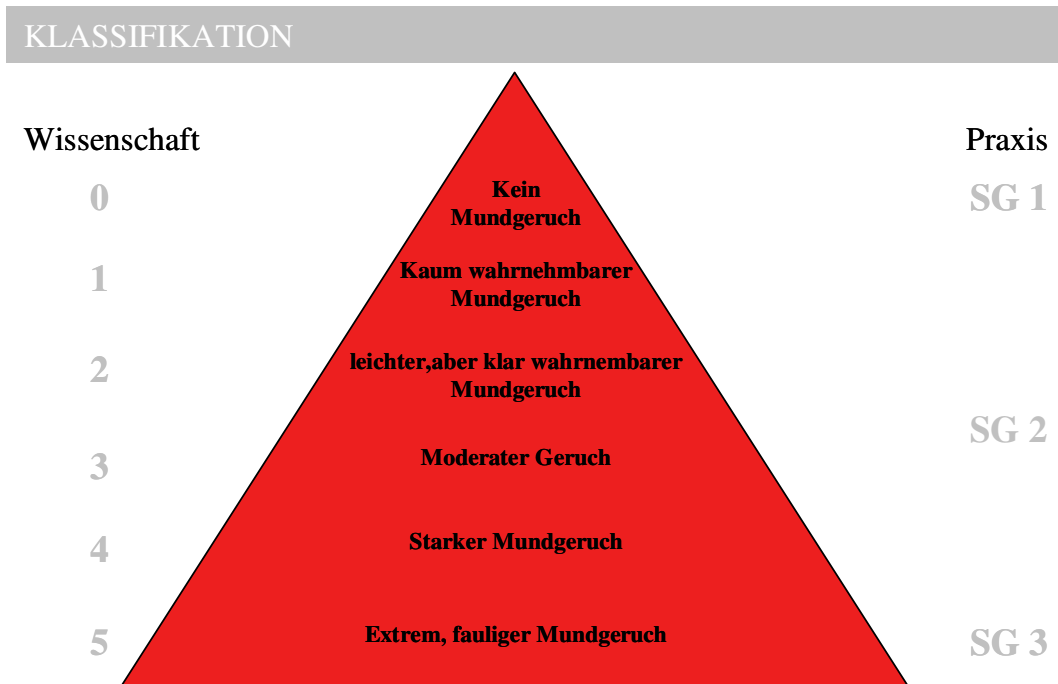 KLASSIFIKATION
Wissenschaft
Praxis
0
Kein
Mundgeruch
SG 1
1
Kaum wahrnehmbarer
Mundgeruch
2
leichter,aber klar wahrnembarer
Mundgeruch
SG 2
3
Moderater Geruch
4
Starker Mundgeruch
5
Extrem, fauliger Mundgeruch
SG 3